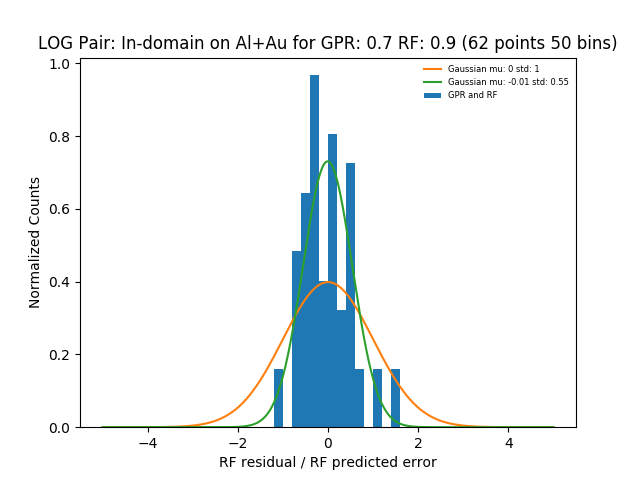 LOG Pair: In-domain on Al+Au for GPR: 0.7 RF: 0.9 (62 points 50 bins)
Gaussian mu: 0 std: 1
Gaussian mu: -0.01 std: 0.55
GPR and RF
Normalized Counts
1.0
0.8
0.6
0.4
0.2
0.0
−4 −2 0 2 4
RF residual / RF predicted error